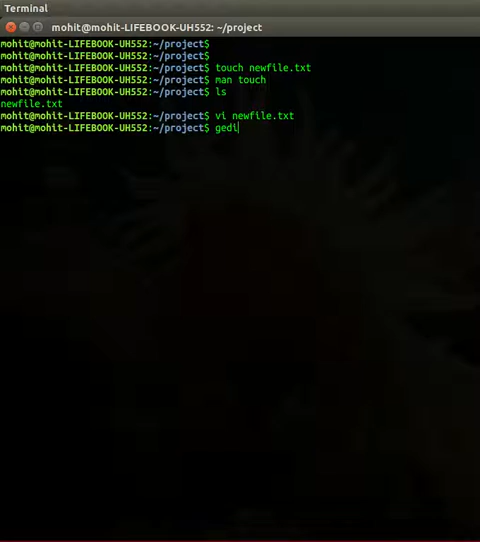 Terminal
mohit@mohit-LIFEBOOK-UH552: ~/project
mohit@mohit-LIFEBOOK-UH552:~/project$
mohit@mohit-LIFEBOOK-UH552:~/project$
mohit@mohit-LIFEBOOK-UH552:~/project$ touch newfile.txt
mohit@mohit-LIFEBOOK-UH552:~/project$ man touch
mohit@mohit-LIFEBOOK-UH552:~/project$ ls
newfile.txt
mohit@mohit-LIFEBOOK-UH552:~/project$ vi newfile.txt
mohit@mohit-LIFEBOOK-UH552:~/project$ gedi